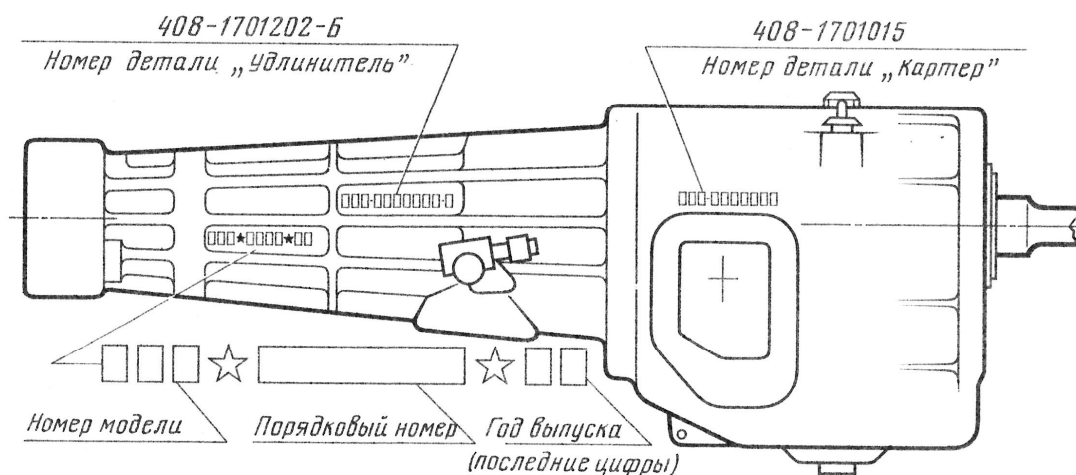 408-1701202-Б
Номер детали „Удлинитель”
408-1701015
Номер детали „Картер”
Номер модели
Порядковый номер
Год выпуска
(последние цифры)